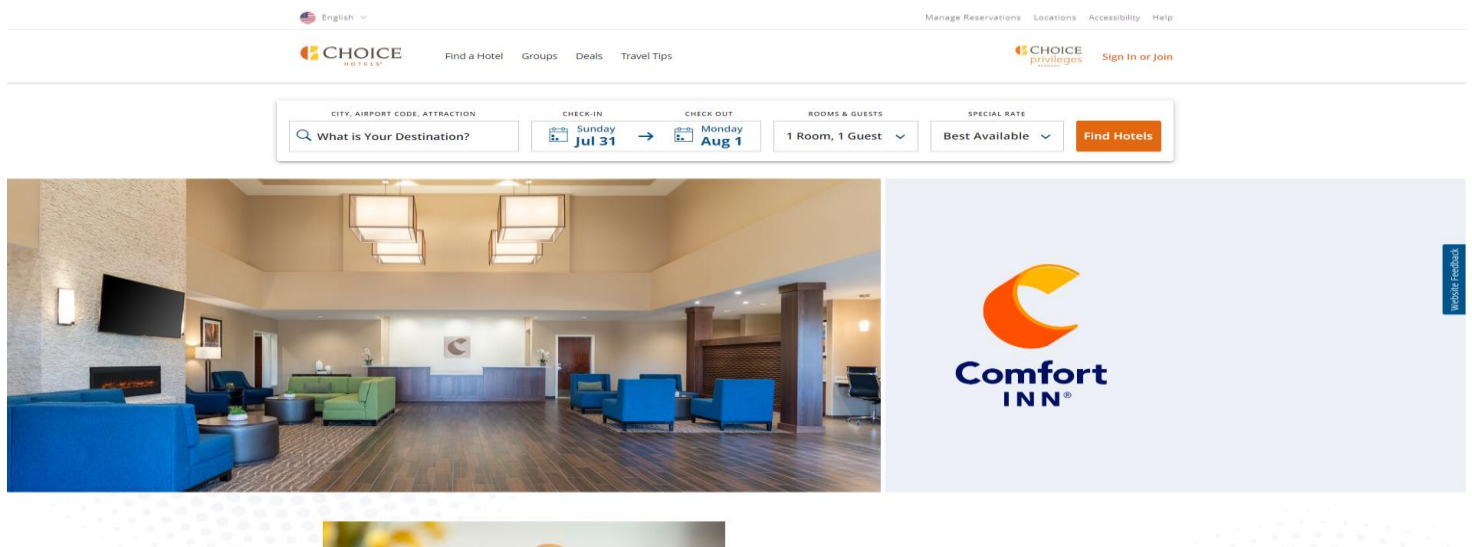 English
Manage Reservations Locations Accessibility Help
CHOICE
HOTELS®
Find a Hotel Groups Deals Travel Tips
CHOICE
privileges
Sign In or Join
CITY, AIRPORT CODE, ATTRACTION
What is Your Destination?
CHECK-IN
Sunday
Jul 31
CHECK OUT
Monday
Aug 1
ROOMS & GUESTS
1 Room, 1 Guest
SPECIAL RATE
Best Available
Find Hotels
Comfort
INN®
Website Feedback